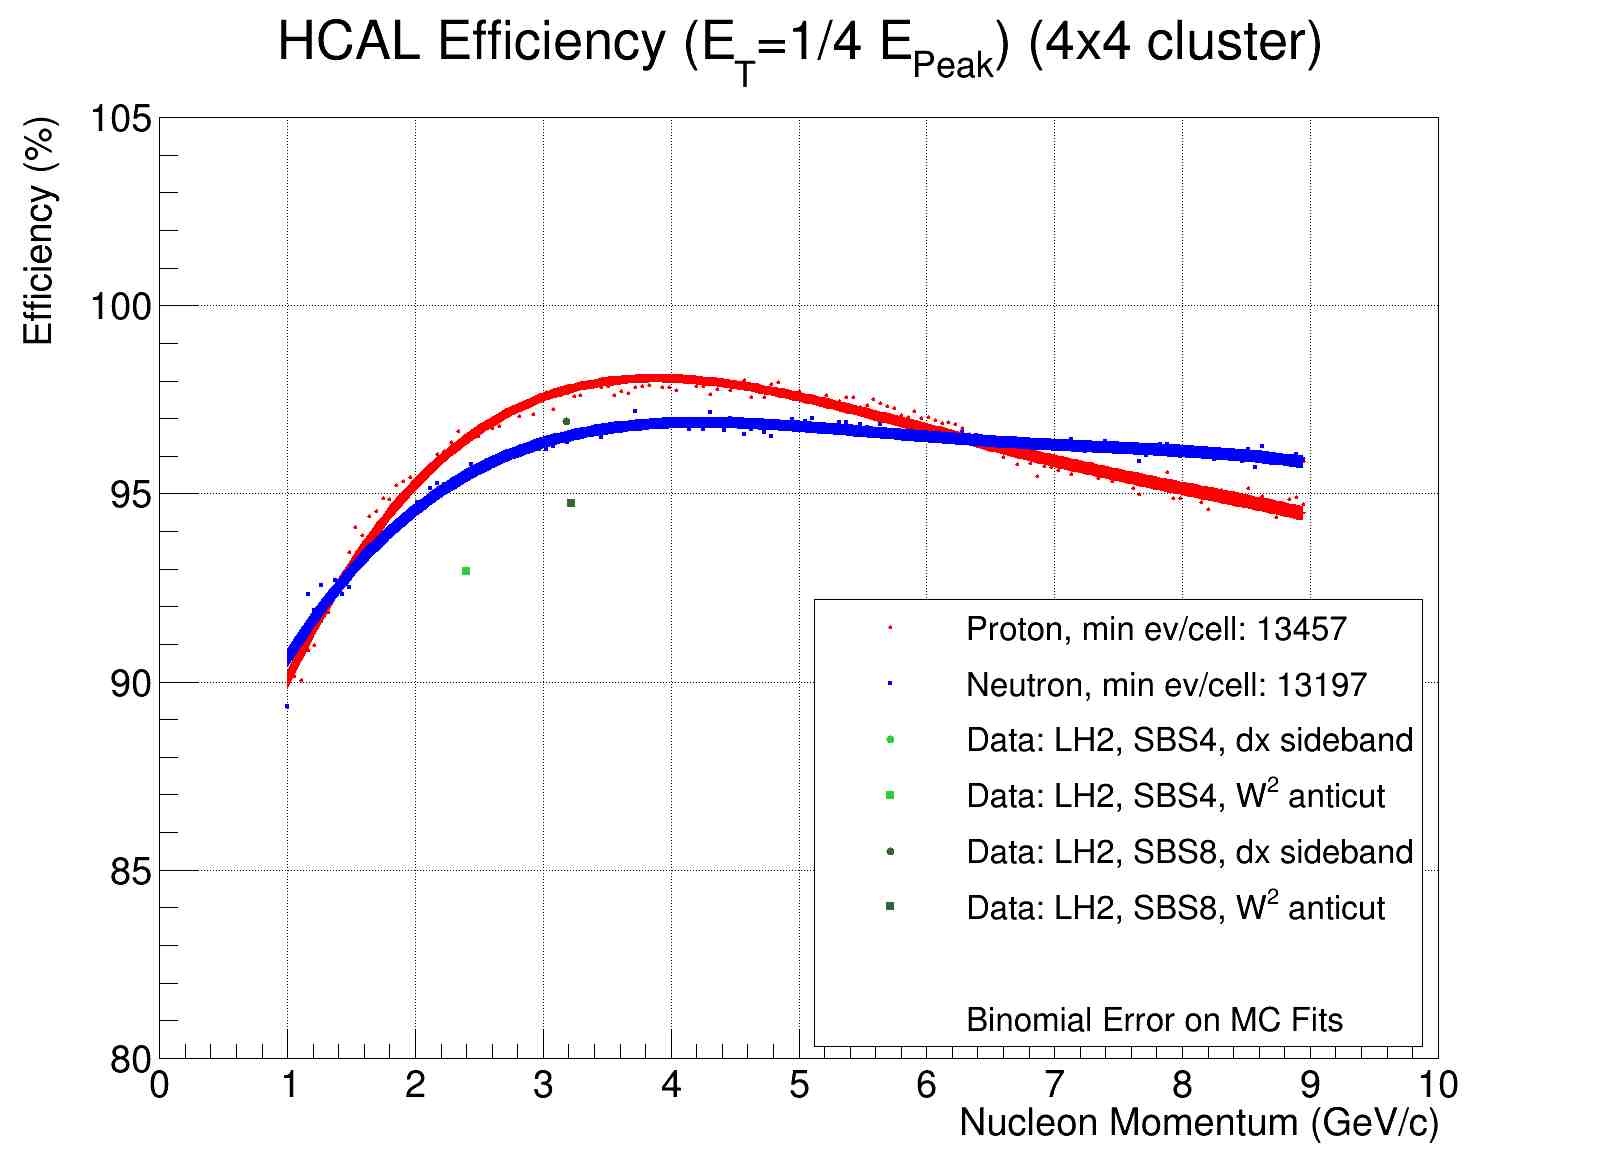 HCAL Efficiency (E_T=1/4 E_Peak) (4x4 cluster)
Efficiency (%)
105
100
95
90
85
80
0 1 2 3 4 5 6 7 8 9 10
Nucleon Momentum (GeV/c)
Proton, min ev/cell: 13457
Neutron, min ev/cell: 13197
Data: LH2, SBS4, dx sideband
Data: LH2, SBS4, W² anticut
Data: LH2, SBS8, dx sideband
Data: LH2, SBS8, W² anticut
Binomial Error on MC Fits